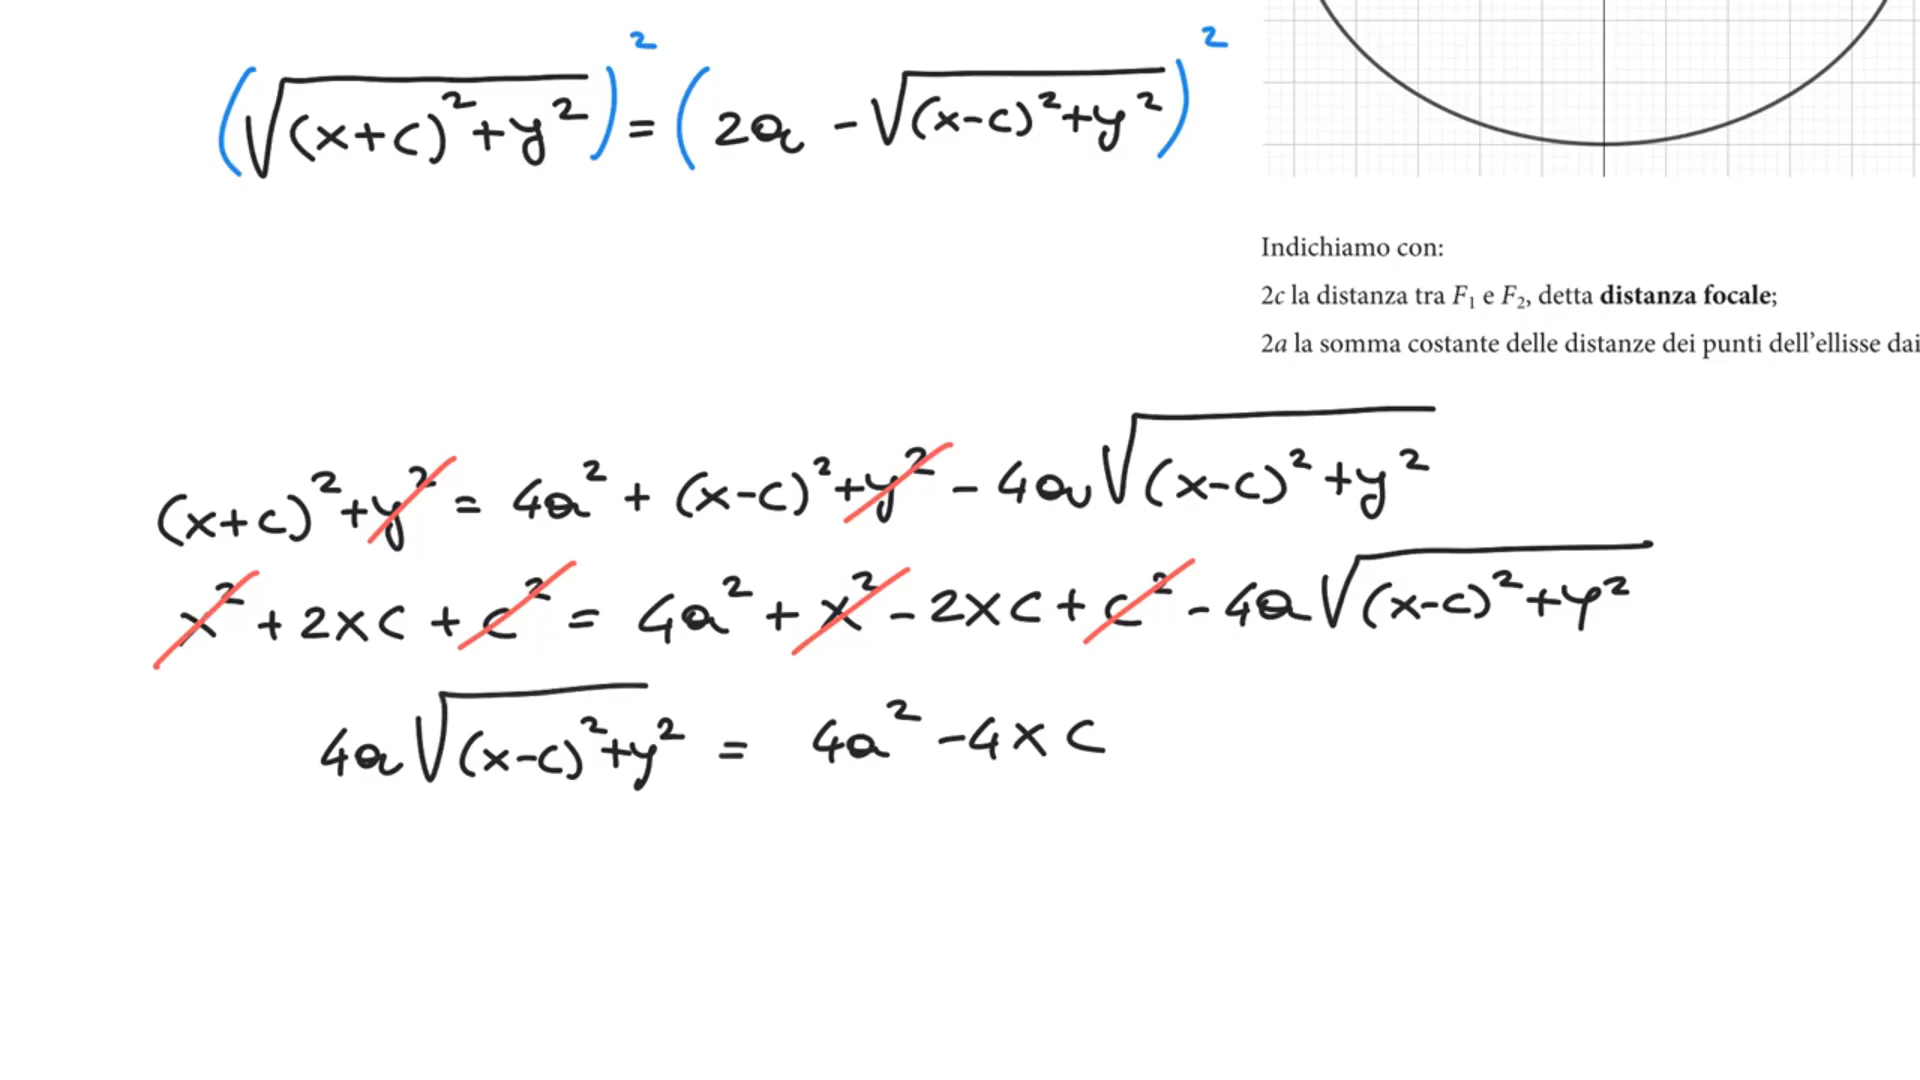 (√((x+c)²+y²))² = (2a - √((x-c)²+y²))²
Indichiamo con:
2c la distanza tra F₁ e F₂, detta distanza focale;
2a la somma costante delle distanze dei punti dell'ellisse dai
(x+c)²+y² = 4a² + (x-c)²+y² - 4a√((x-c)²+y²)
x² + 2xc + c² = 4a² + x² - 2xc + c² - 4a√((x-c)²+y²)
4a√((x-c)²+y²) = 4a² - 4xc